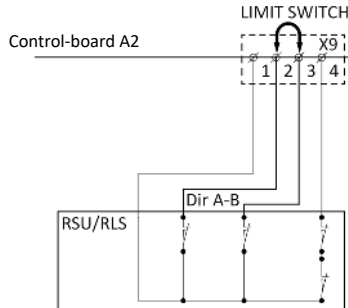 LIMIT SWITCH
Control-board A2
X9
1 2 3 4
Dir A-B
RSU/RLS